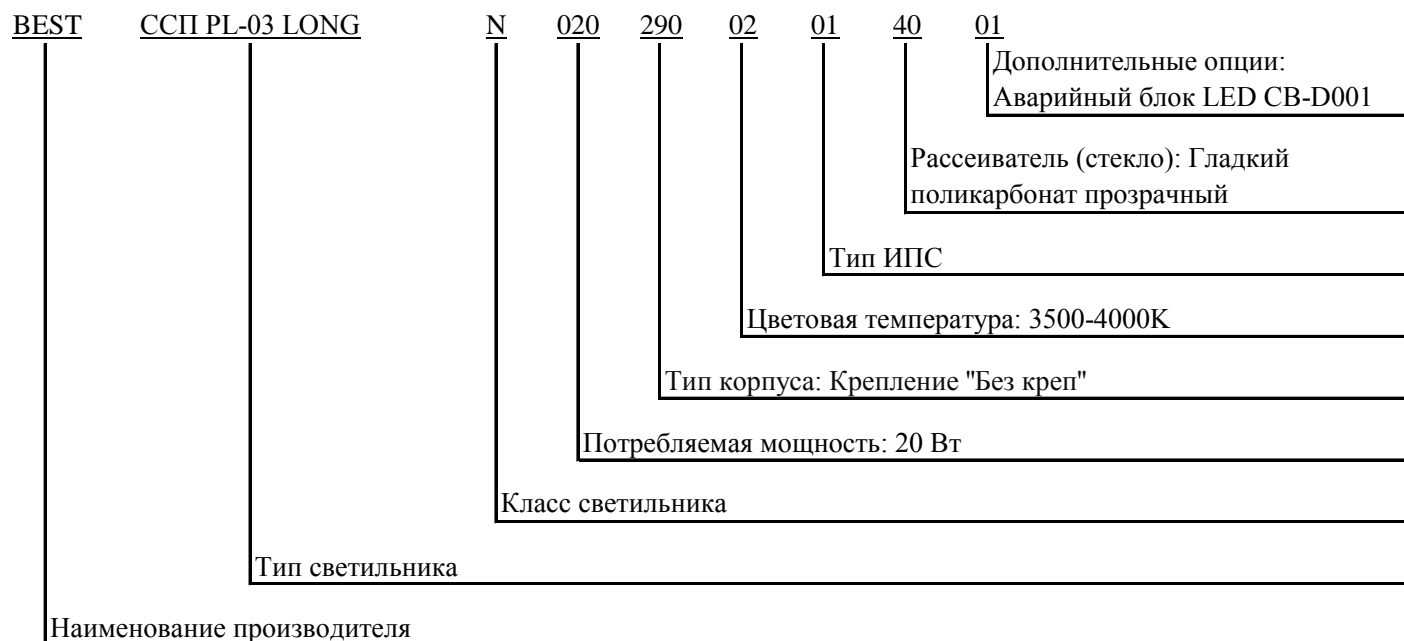 BEST ССП PL-03 LONG N 020 290 02 01 40 01
Дополнительные опции:
Аварийный блок LED CB-D001
Рассеиватель (стекло): Гладкий
поликарбонат прозрачный
Тип ИПС
Цветовая температура: 3500-4000K
Тип корпуса: Крепление "Без креп"
Потребляемая мощность: 20 Вт
Класс светильника
Тип светильника
Наименование производителя